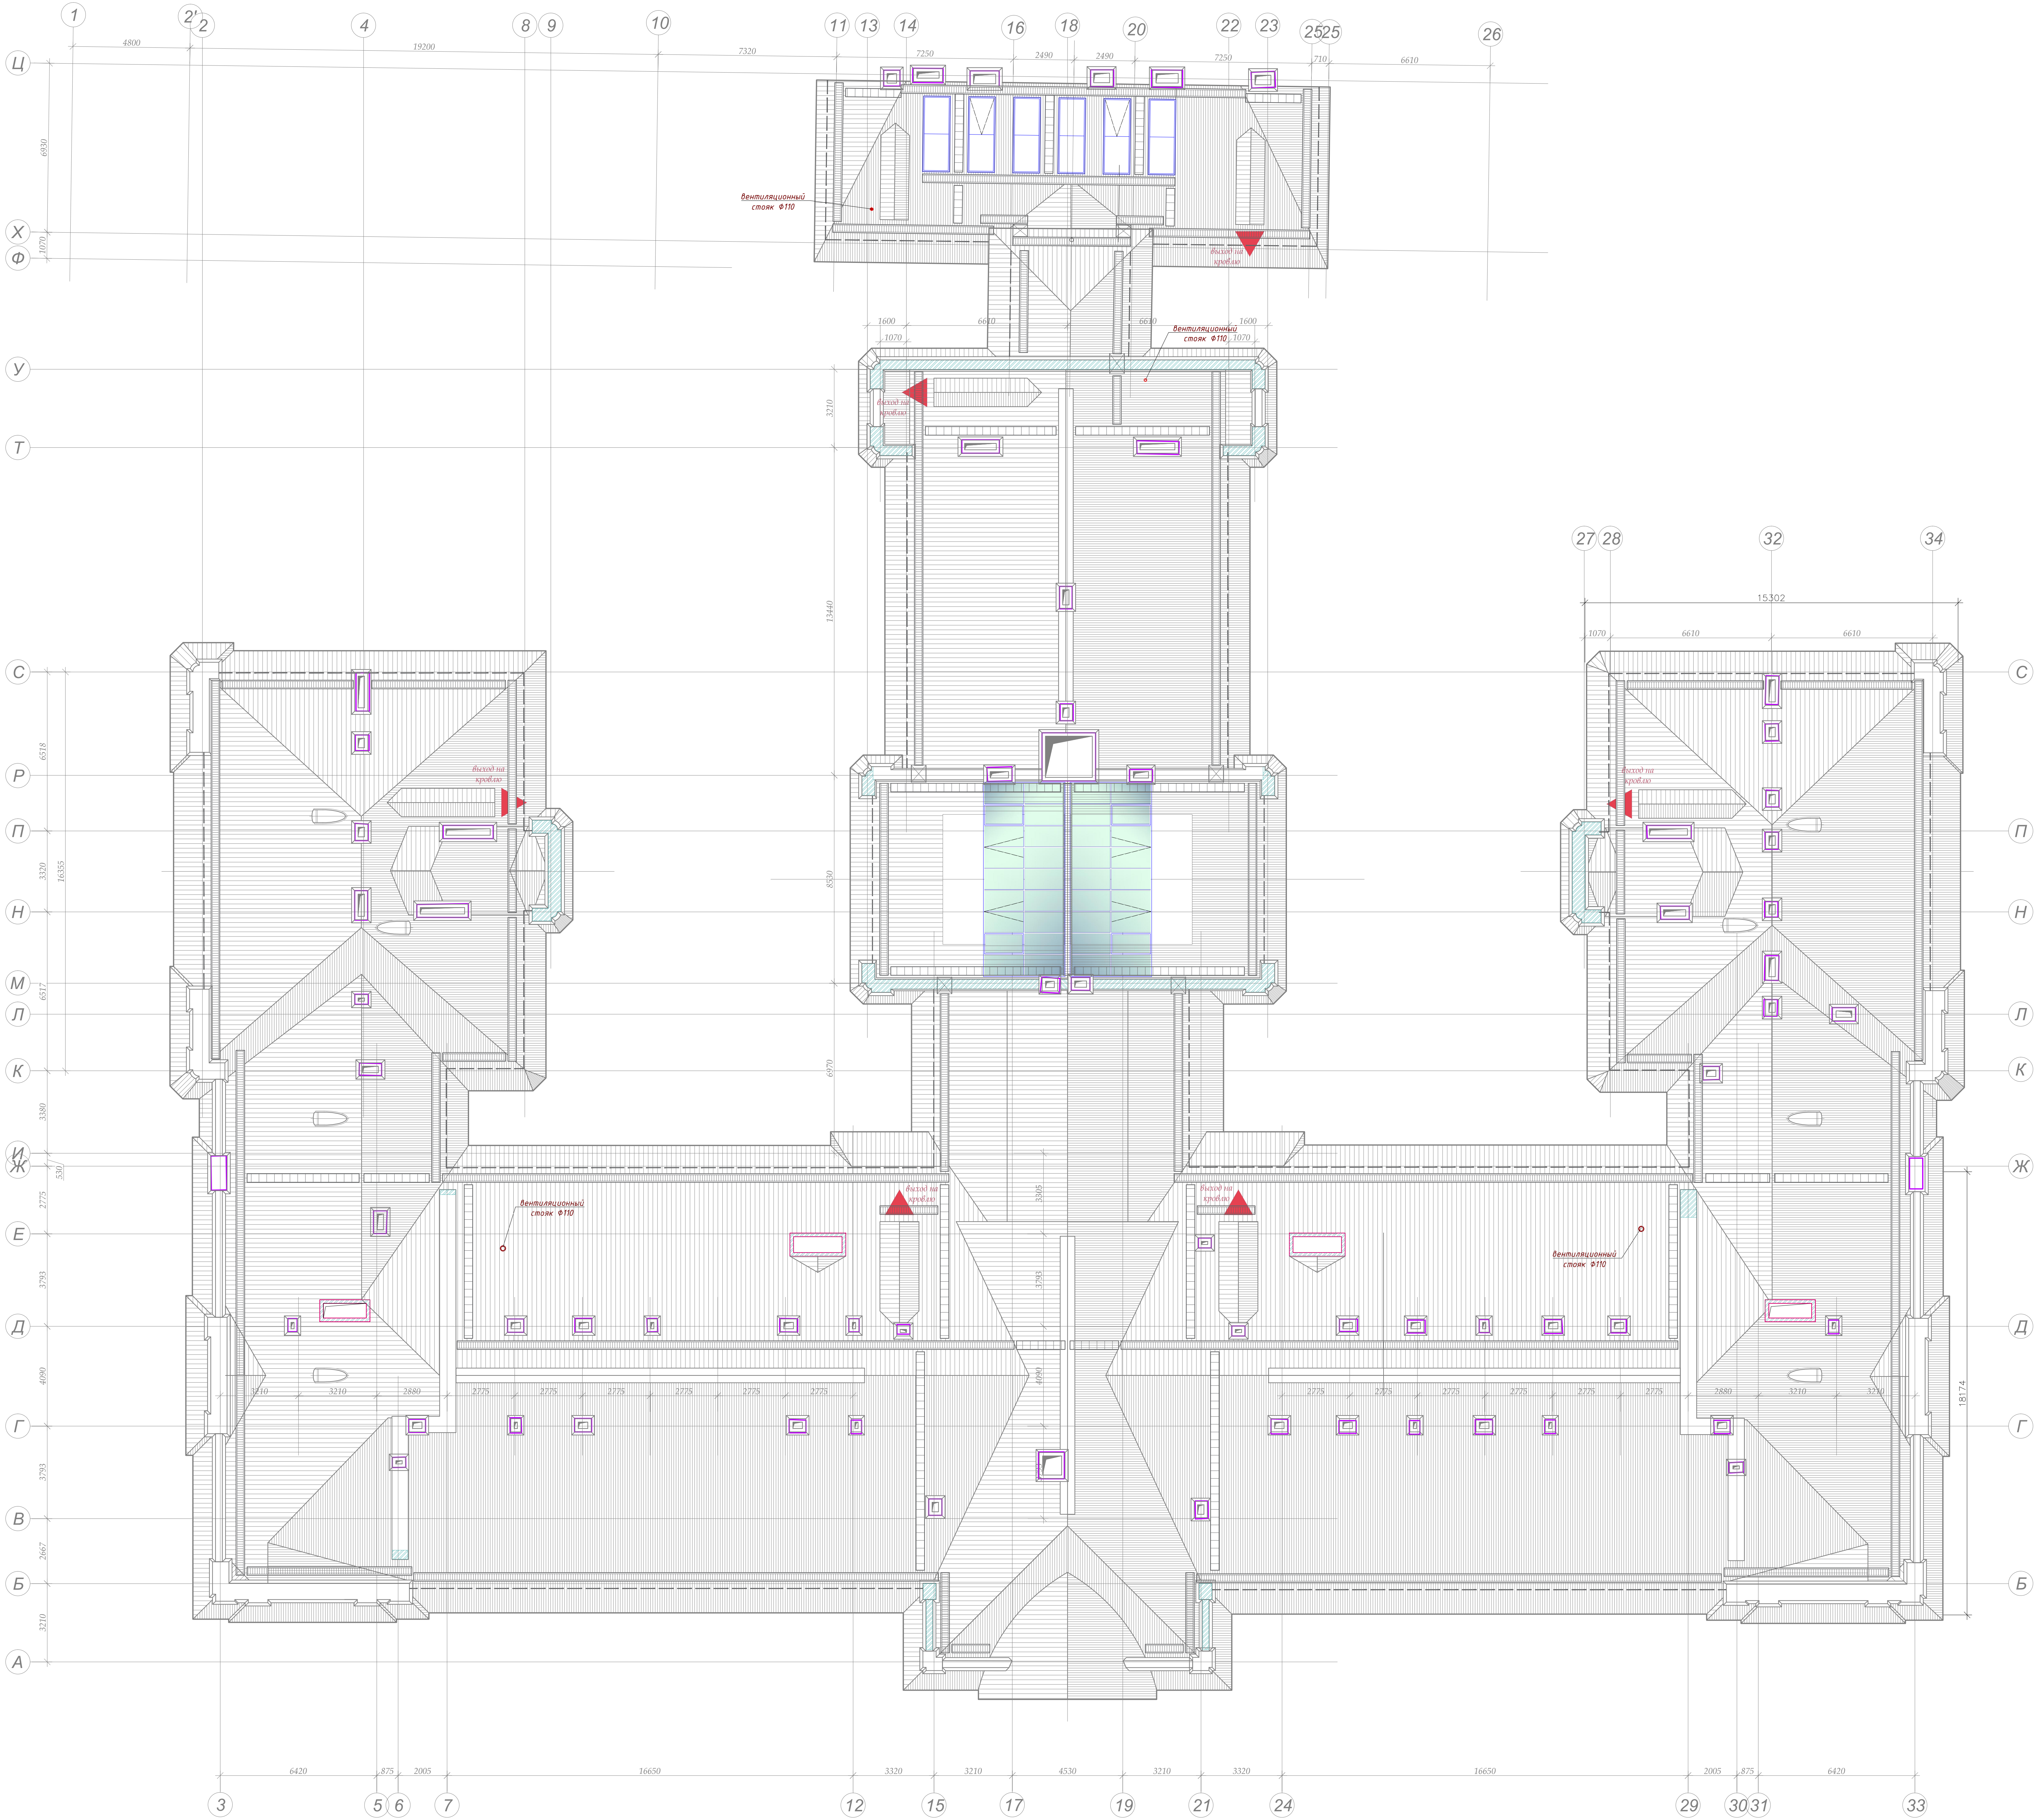 1
2'
2
4
8
9
10
11
13
14
16
18
20
22
23
25
25
26
4800
19200
7320
7250
2490
2490
7250
710
6610
Ц
6930
Х
1070
Ф
вентиляционный
стояк Ф110
выход на
кровлю
1600
6610
6610
1600
1070
1070
вентиляционный
стояк Ф110
У
выход на
кровлю
3210
Т
13440
27
28
32
34
15302
1070
6610
6610
С
С
6518
16355
выход на
кровлю
выход на
кровлю
Р
П
П
3320
8530
Н
Н
6517
М
Л
Л
6970
К
К
3380
И
Ж
Ж
530
2775
3305
вентиляционный
стояк Ф110
выход на
кровлю
выход на
кровлю
вентиляционный
стояк Ф110
Е
3793
3793
Д
Д
4090
4090
3210
3210
2880
2775
2775
2775
2775
2775
2775
2775
2775
2775
2775
2775
2775
2880
3210
3210
18174
Г
Г
3793
В
2667
Б
Б
3210
А
6420
875
2005
16650
3320
3210
4530
3210
3320
16650
2005
875
6420
3
5
6
7
12
15
17
19
21
24
29
30
31
33